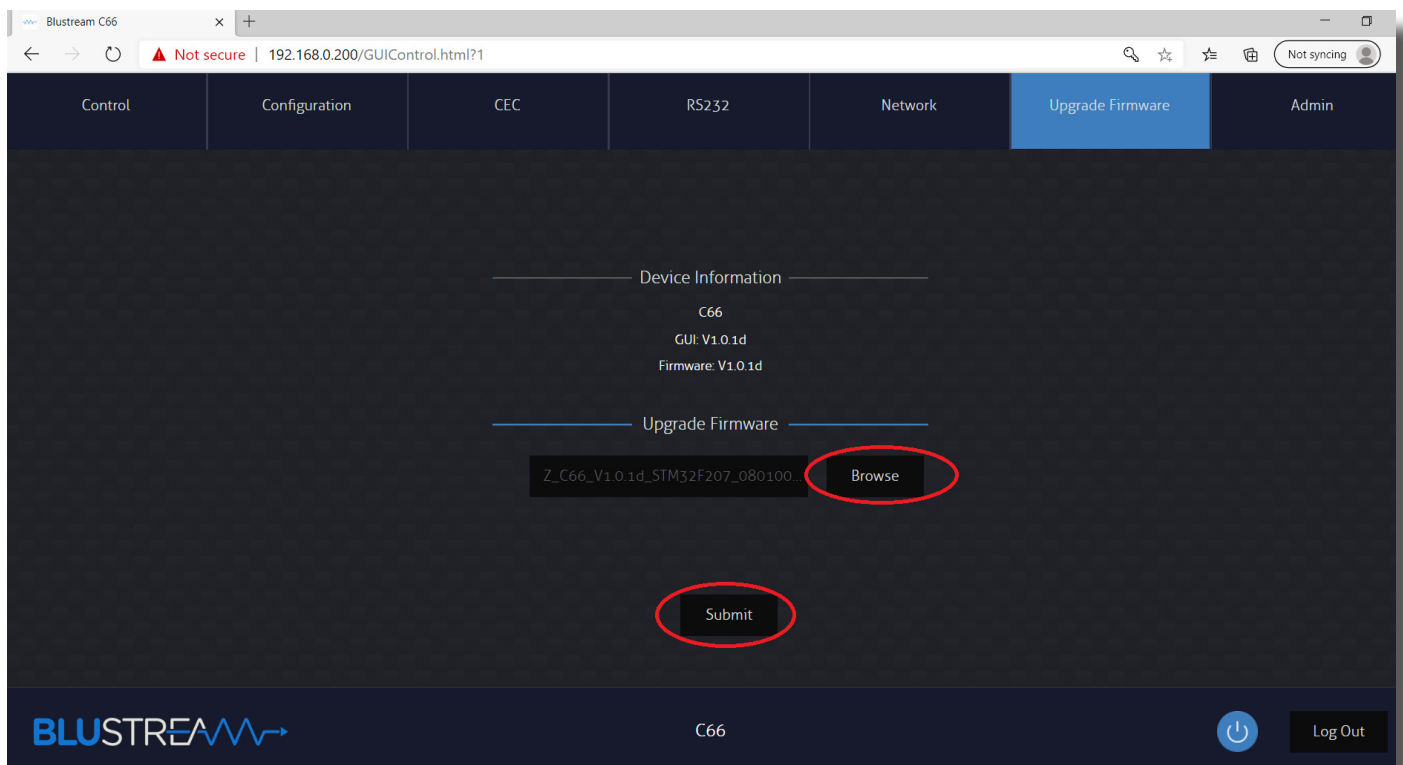 Blustream C66
Not secure | 192.168.0.200/GUIControl.html?1
Not syncing
Control Configuration CEC RS232 Network Upgrade Firmware Admin
Device Information
C66
GUI: V1.0.1d
Firmware: V1.0.1d
Upgrade Firmware
Z_C66_V1.0.1d_STM32F207_080100... Browse
Submit
BLUSTREAM C66 Log Out